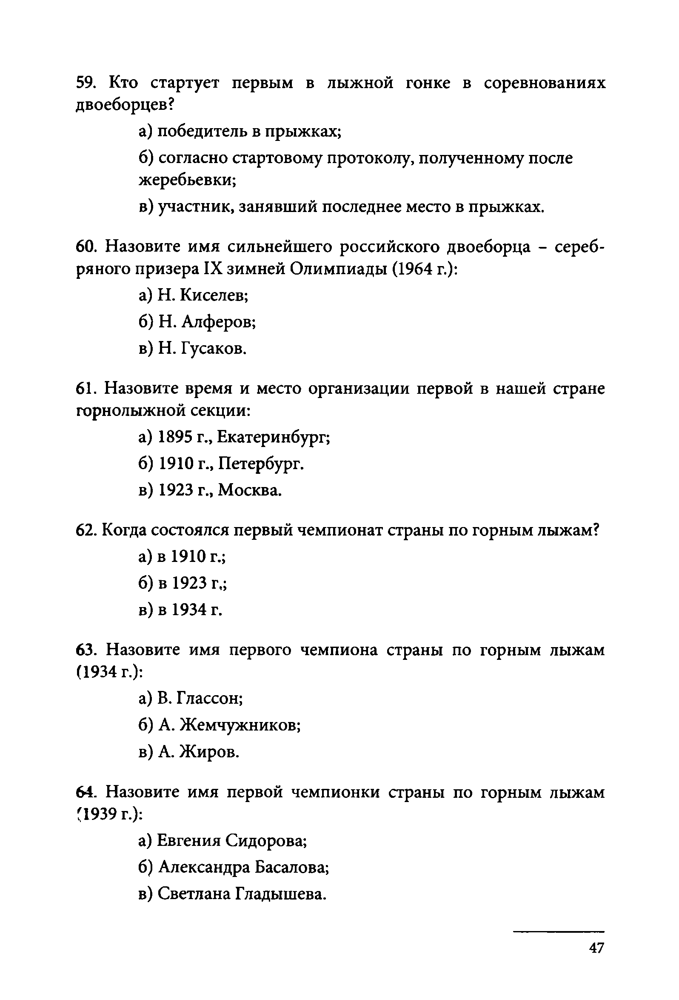 59. Кто стартует первым в лыжной гонке в соревнованиях
двоеборцев?
а) победитель в прыжках;
б) согласно стартовому протоколу, полученному после
жеребьевки;
в) участник, занявший последнее место в прыжках.
60. Назовите имя сильнейшего российского двоеборца – сереб-
ряного призера IX зимней Олимпиады (1964 г.):
а) Н. Киселев;
б) Н. Алферов;
в) Н. Гусаков.
61. Назовите время и место организации первой в нашей стране
горнолыжной секции:
а) 1895 г., Екатеринбург;
б) 1910 г., Петербург.
в) 1923 г., Москва.
62. Когда состоялся первый чемпионат страны по горным лыжам?
а) в 1910 г.;
б) в 1923 г.;
в) в 1934 г.
63. Назовите имя первого чемпиона страны по горным лыжам
(1934 г.):
а) В. Глассон;
б) А. Жемчужников;
в) А. Жиров.
64. Назовите имя первой чемпионки страны по горным лыжам
(1939 г.):
а) Евгения Сидорова;
б) Александра Басалова;
в) Светлана Гладышева.
47